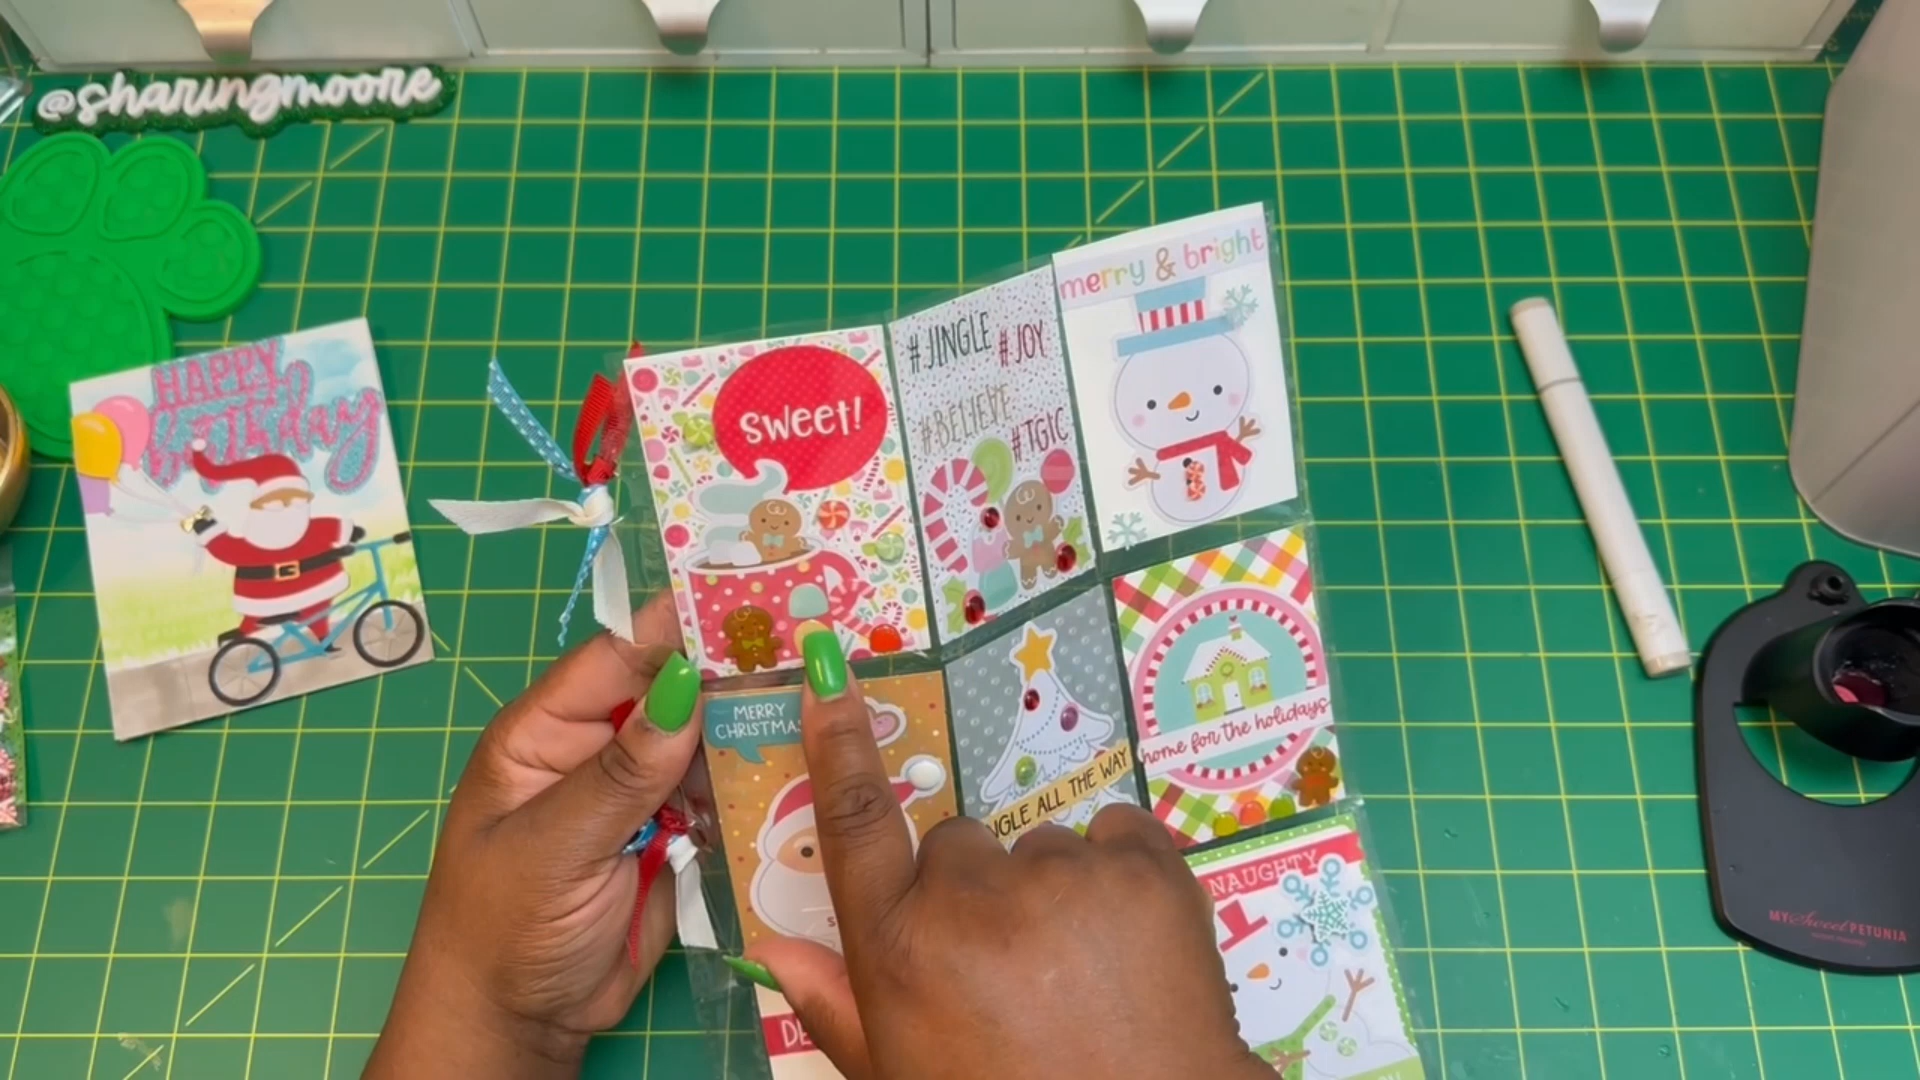 @sharingmoore
HAPPY
birthday
sweet!
#JINGLE #JOY
#BELIEVE
#TGIC
merry & bright
MERRY
CHRISTMAS
NGLE ALL THE WAY
home for the holidays
NAUGHTY
DE
MY Sweet PETUNIA